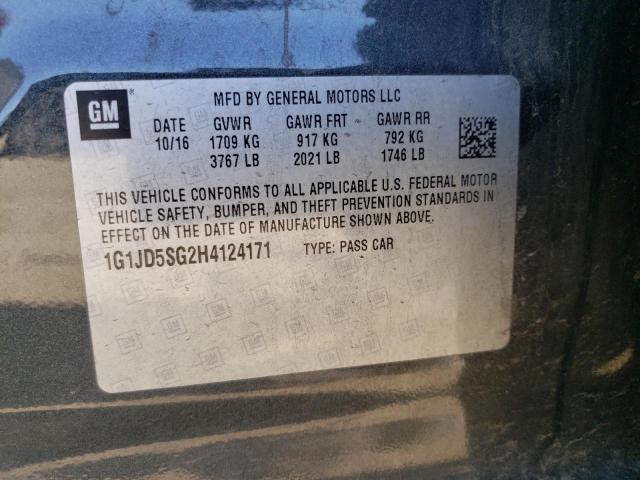 GM
MFD BY GENERAL MOTORS LLC
DATE GVWR GAWR FRT GAWR RR
10/16 1709 KG 917 KG 792 KG
3767 LB 2021 LB 1746 LB
THIS VEHICLE CONFORMS TO ALL APPLICABLE U.S. FEDERAL MOTOR
VEHICLE SAFETY, BUMPER, AND THEFT PREVENTION STANDARDS IN
EFFECT ON THE DATE OF MANUFACTURE SHOWN ABOVE.
1G1JD5SG2H4124171 TYPE: PASS CAR